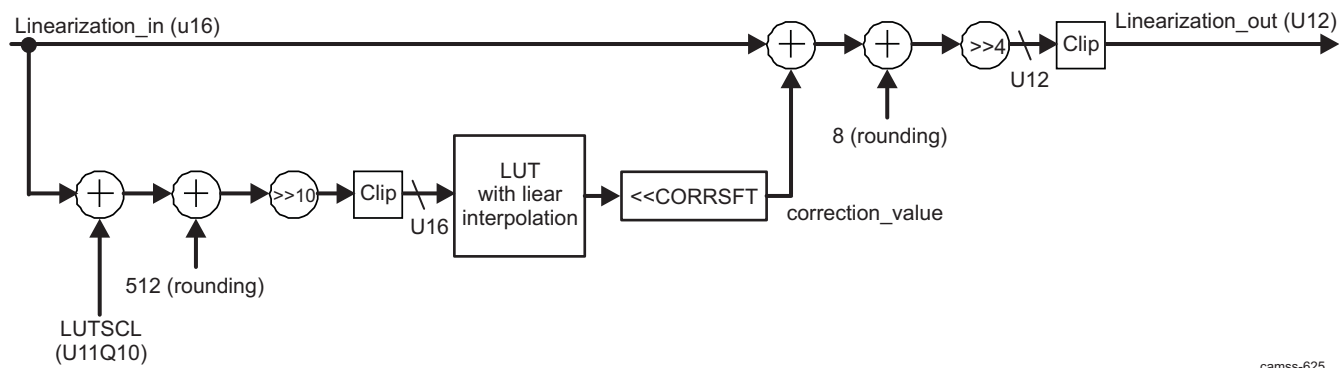 Linearization_in (u16)
Linearization_out (U12)
>>4
Clip
U12
8 (rounding)
>>10
Clip
U16
LUT
with liear
interpolation
<<CORRSFT
correction_value
512 (rounding)
LUTSCL
(U11Q10)
camss-625